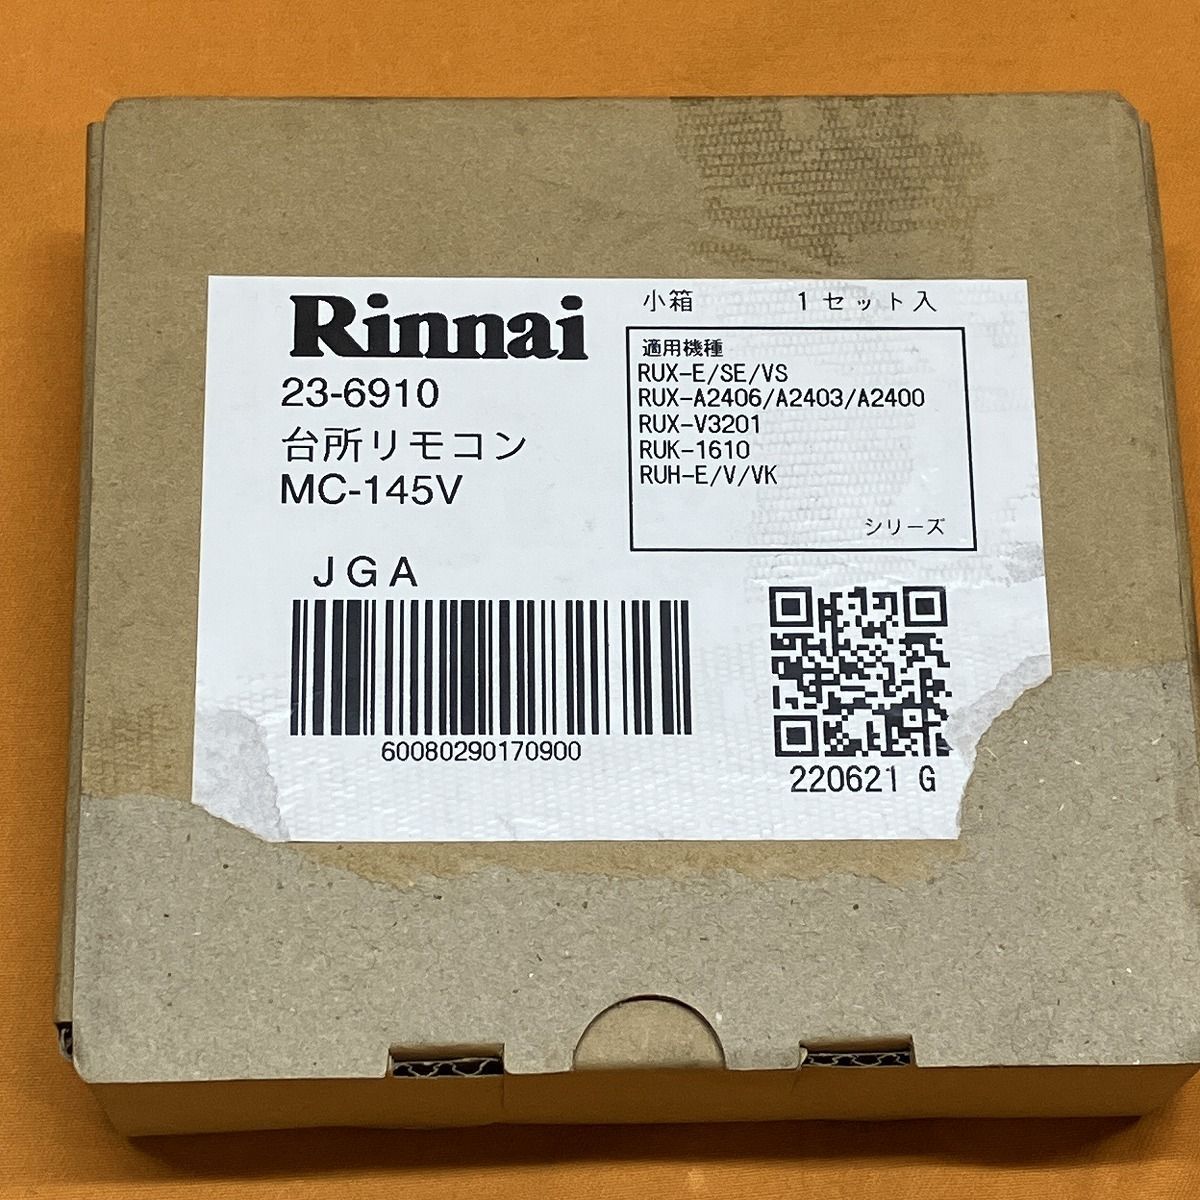 Rinnai
23-6910
台所リモコン
MC-145V
小箱 1セット入
適用機種
RUX-E/SE/VS
RUX-A2406/A2403/A2400
RUX-V3201
RUK-1610
RUH-E/V/VK
シリーズ
JGA
60080290170900
220621 G